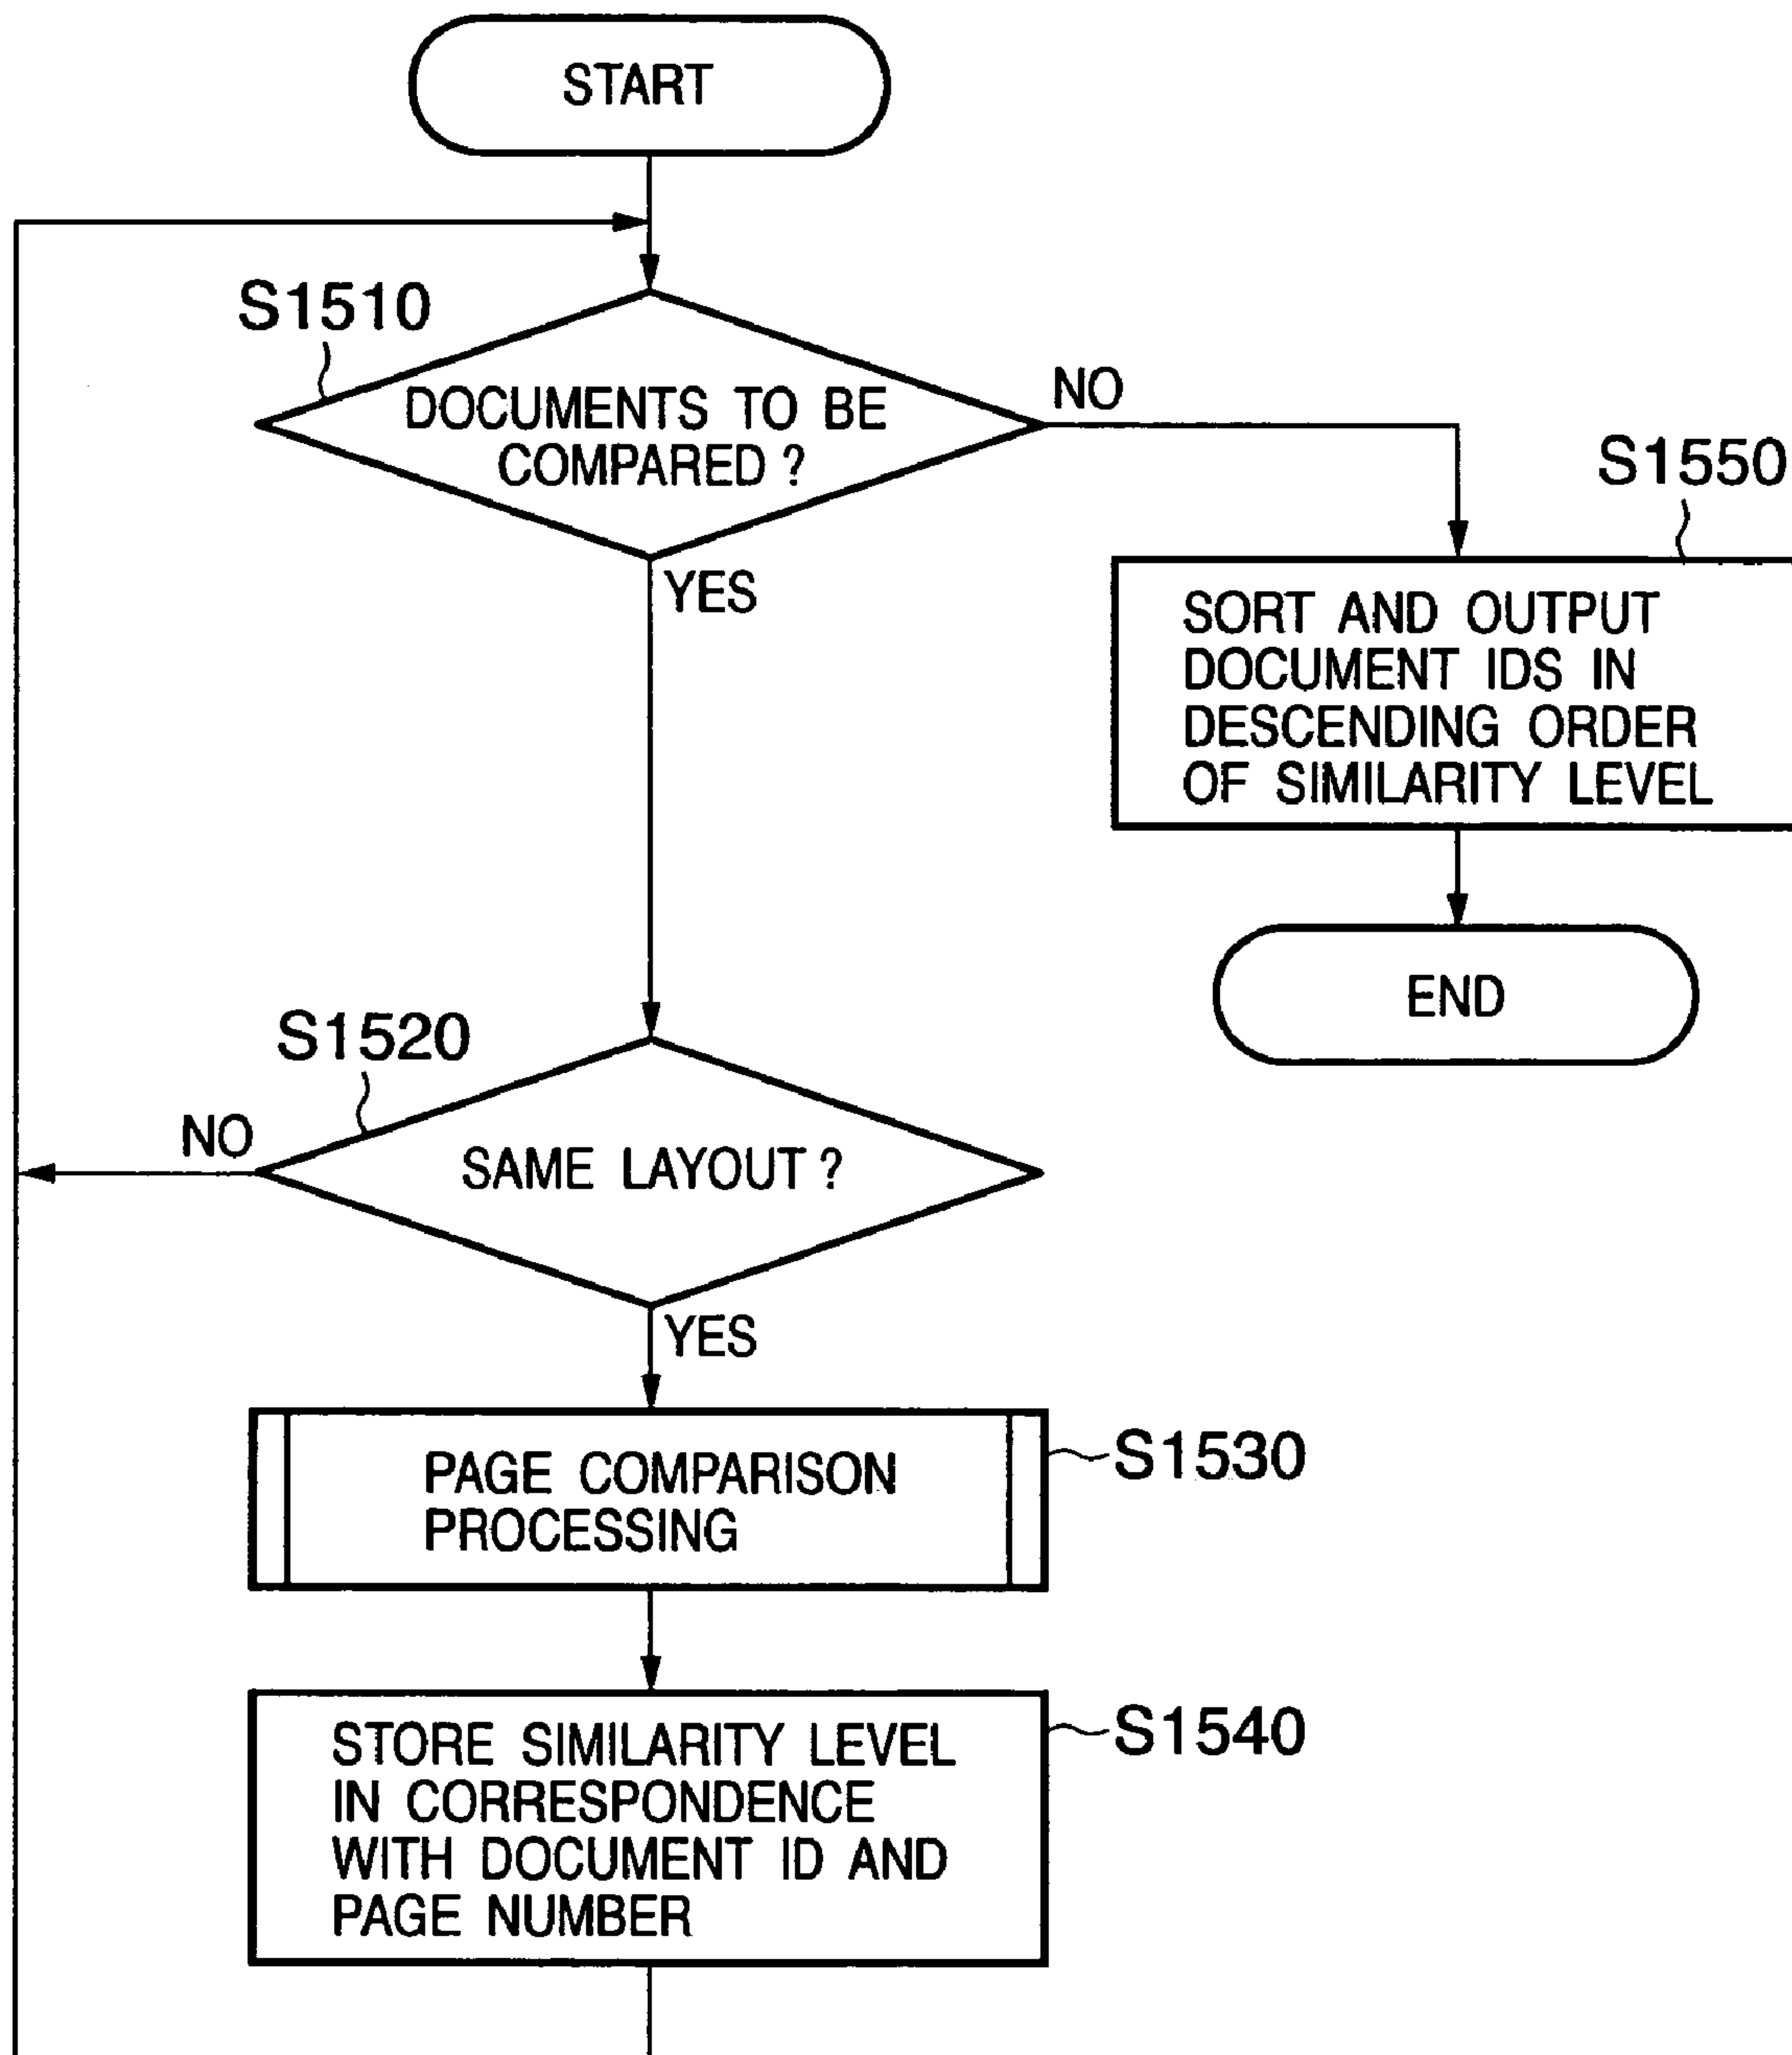 START
S1510
DOCUMENTS TO BE
COMPARED ?
NO
YES
S1550
SORT AND OUTPUT
DOCUMENT IDS IN
DESCENDING ORDER
OF SIMILARITY LEVEL
END
S1520
NO
SAME LAYOUT ?
YES
PAGE COMPARISON
PROCESSING
S1530
STORE SIMILARITY LEVEL
IN CORRESPONDENCE
WITH DOCUMENT ID AND
PAGE NUMBER
S1540